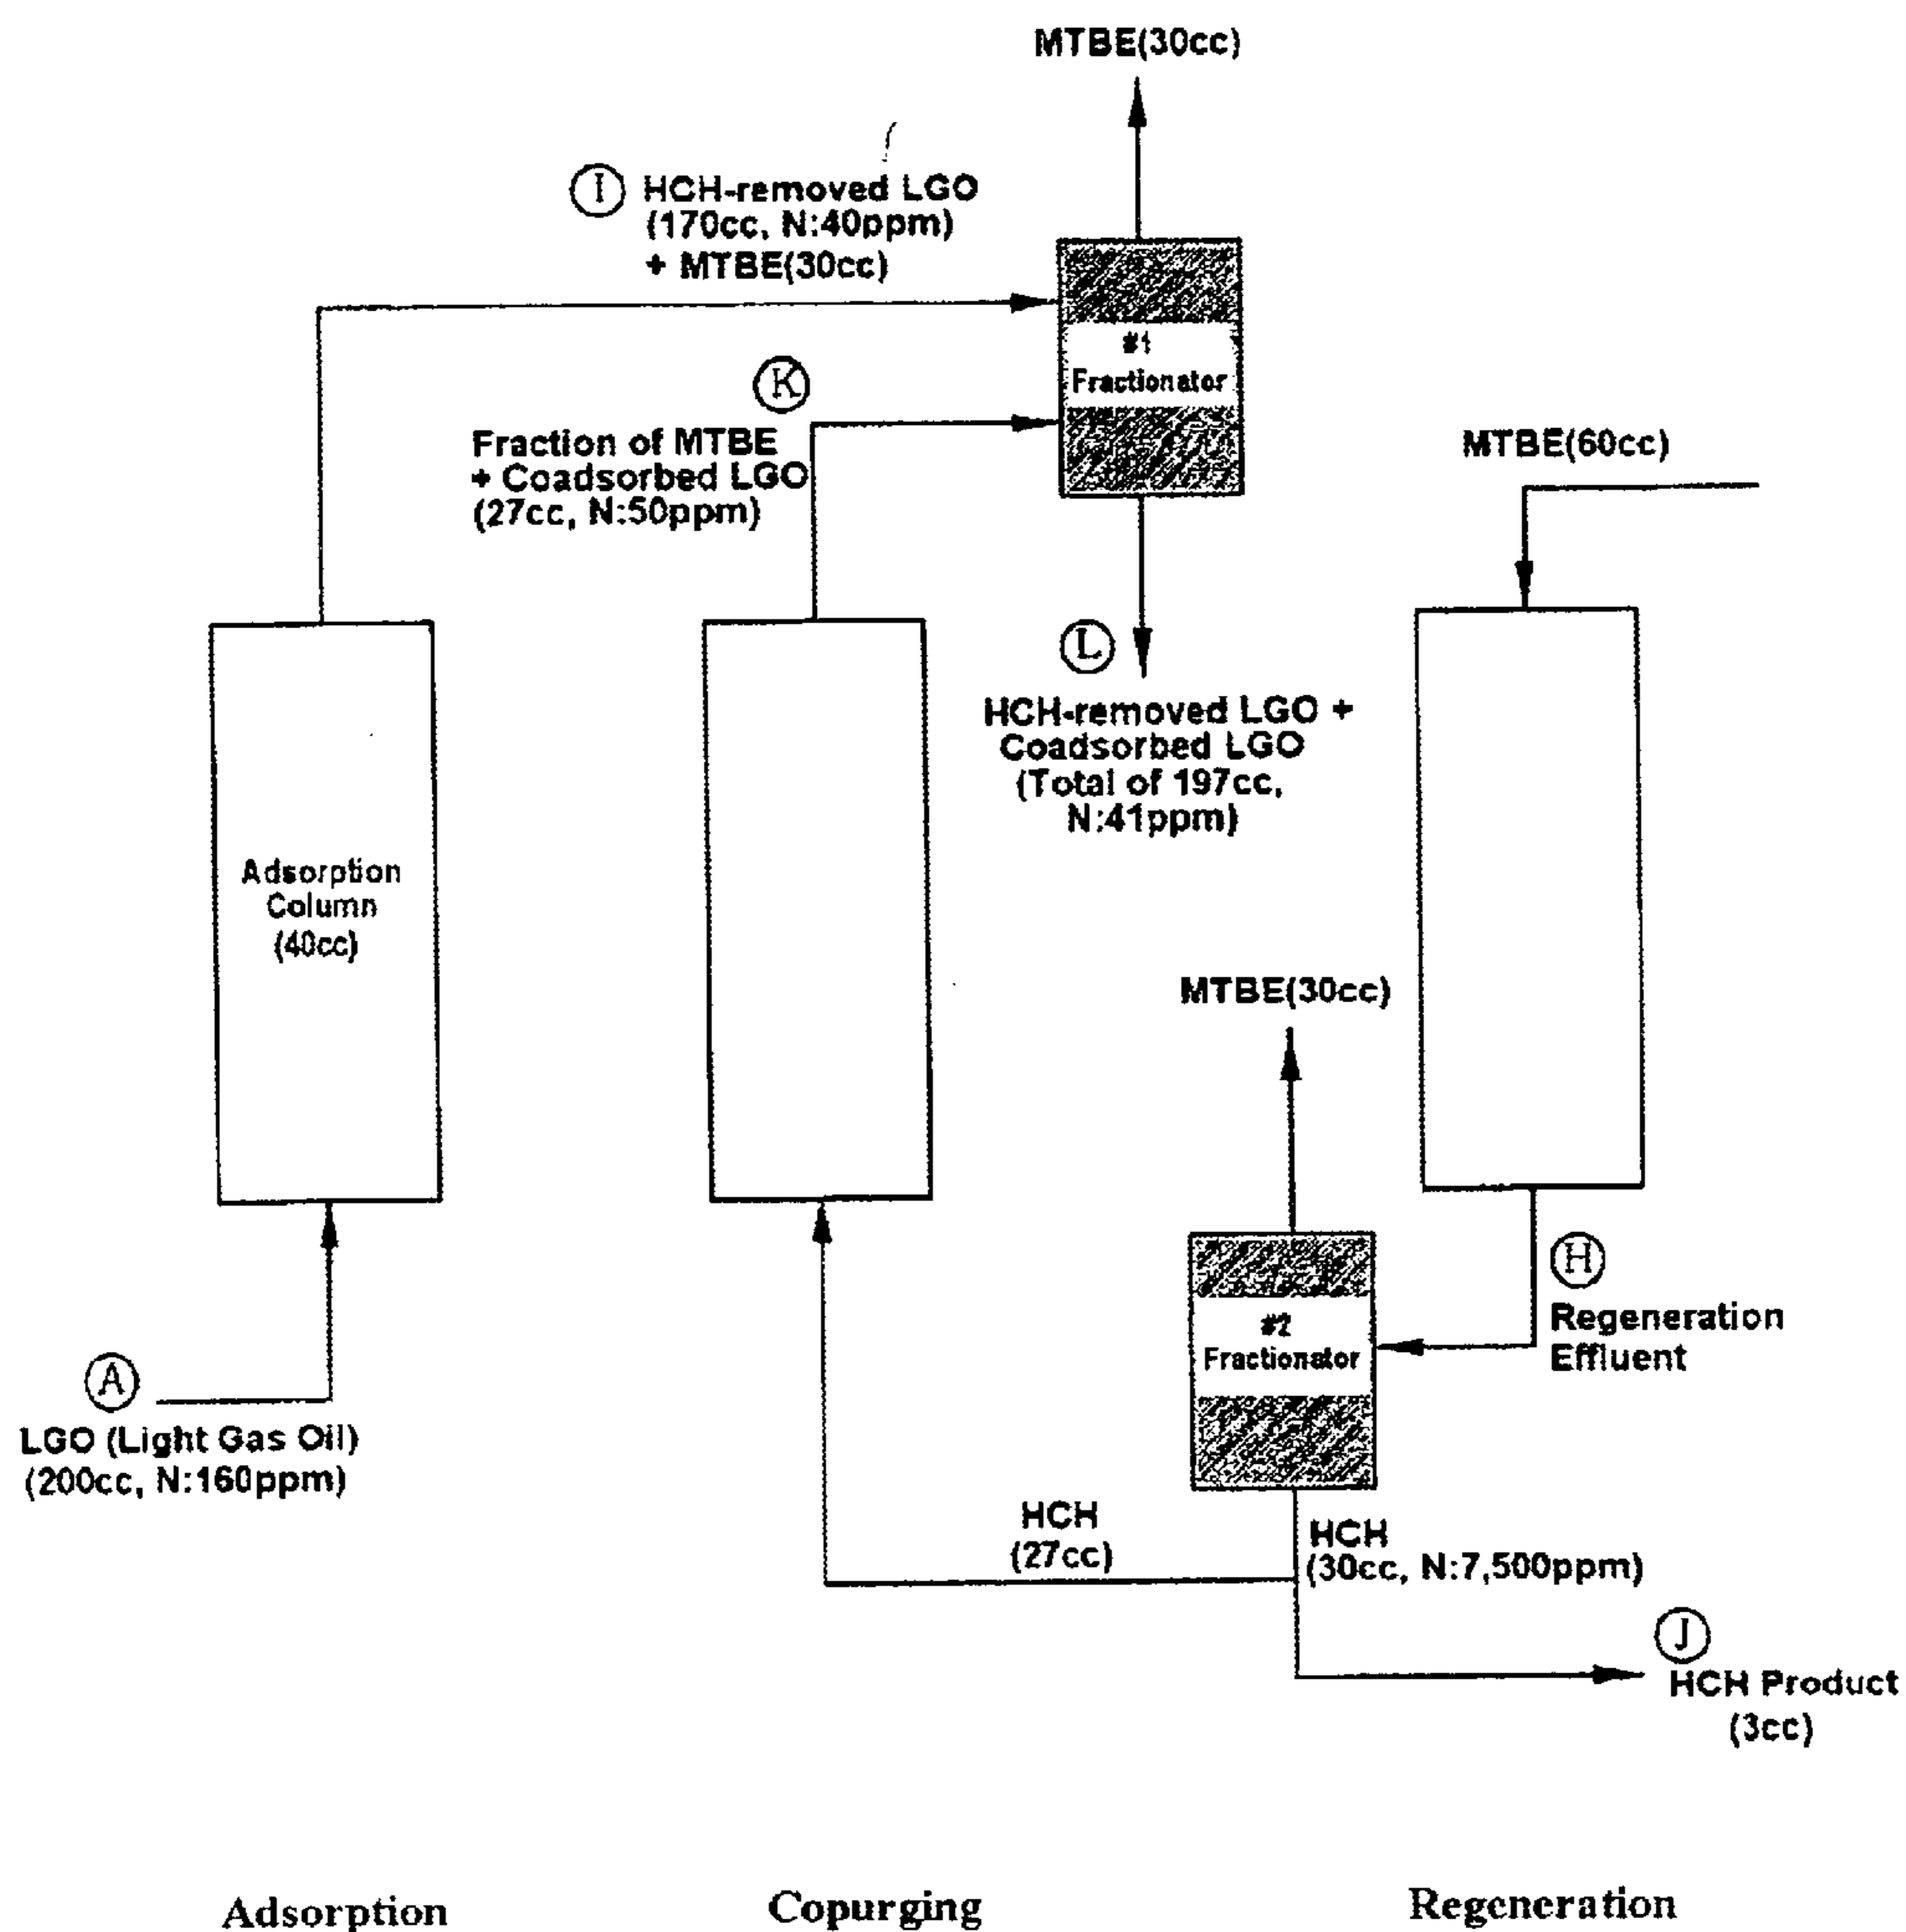 MTBE(30cc)
I
HCH-removed LGO
(170cc, N:40ppm)
+ MTBE(30cc)
#1
Fractionator
K
Fraction of MTBE
+ Coadsorbed LGO
(27cc, N:50ppm)
MTBE(60cc)
L
HCH-removed LGO +
Coadsorbed LGO
(Total of 197cc,
N:41ppm)
Adsorption
Column
(40cc)
MTBE(30cc)
H
Regeneration
Effluent
#2
Fractionator
A
LGO (Light Gas Oil)
(200cc, N:160ppm)
HCH
(27cc)
HCH
(30cc, N:7,500ppm)
J
HCH Product
(3cc)
Adsorption
Copurging
Regeneration